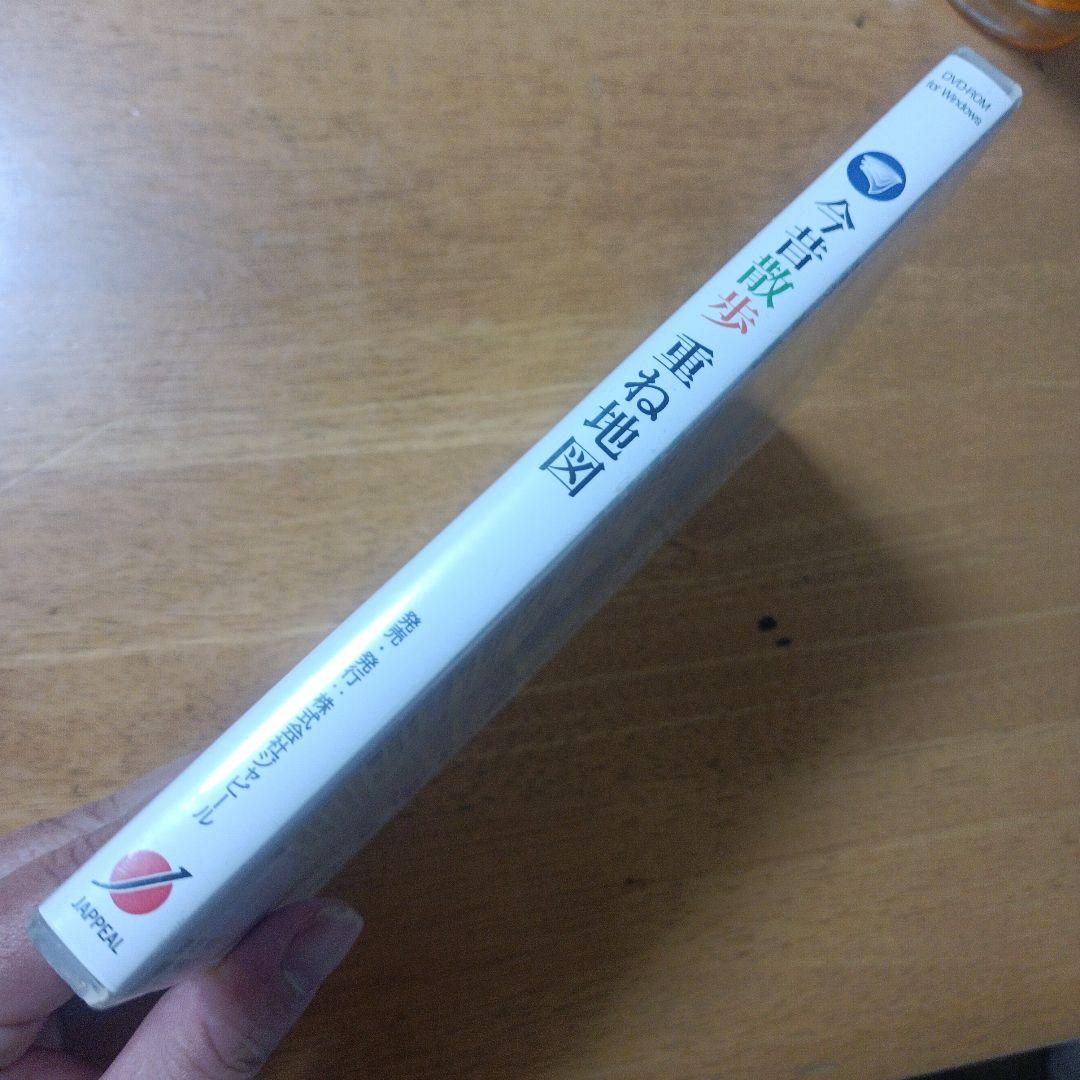 DVD-ROM
for Windows
今昔散歩 重ね地図
発売・発行:株式会社ジャピール
J.APPEAL